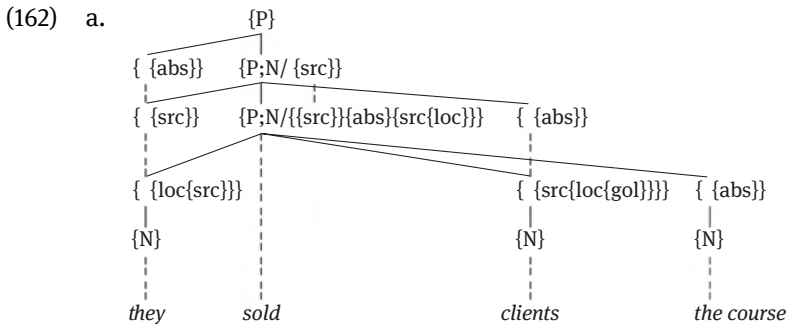 (162) a. {P}
{ {abs}} {P;N/ {src}}
{ {src}} {P;N/{{src}}{abs}{src{loc}}} { {abs}}
{ {loc{src}}} { {src{loc{gol}}}} { {abs}}
{N} {N} {N}
they sold clients the course